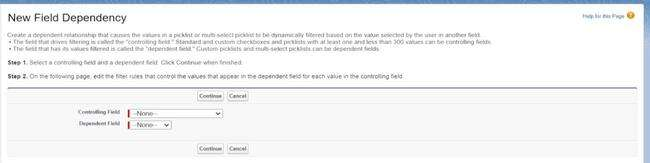 New Field Dependency
Help for this Page
Create a dependent relationship that causes the values in a picklist or multi-select picklist to be dynamically filtered based on the value selected by the user in another field.
• The field that drives filtering is called the "controlling field." Standard and custom checkboxes and picklists with at least one and less than 300 values can be controlling fields.
• The field that has its values filtered is called the "dependent field." Custom picklists and multi-select picklists can be dependent fields.
Step 1. Select a controlling field and a dependent field. Click Continue when finished.
Step 2. On the following page, edit the filter rules that control the values that appear in the dependent field for each value in the controlling field.
Continue Cancel
Controlling Field --None--
Dependent Field --None--
Continue Cancel